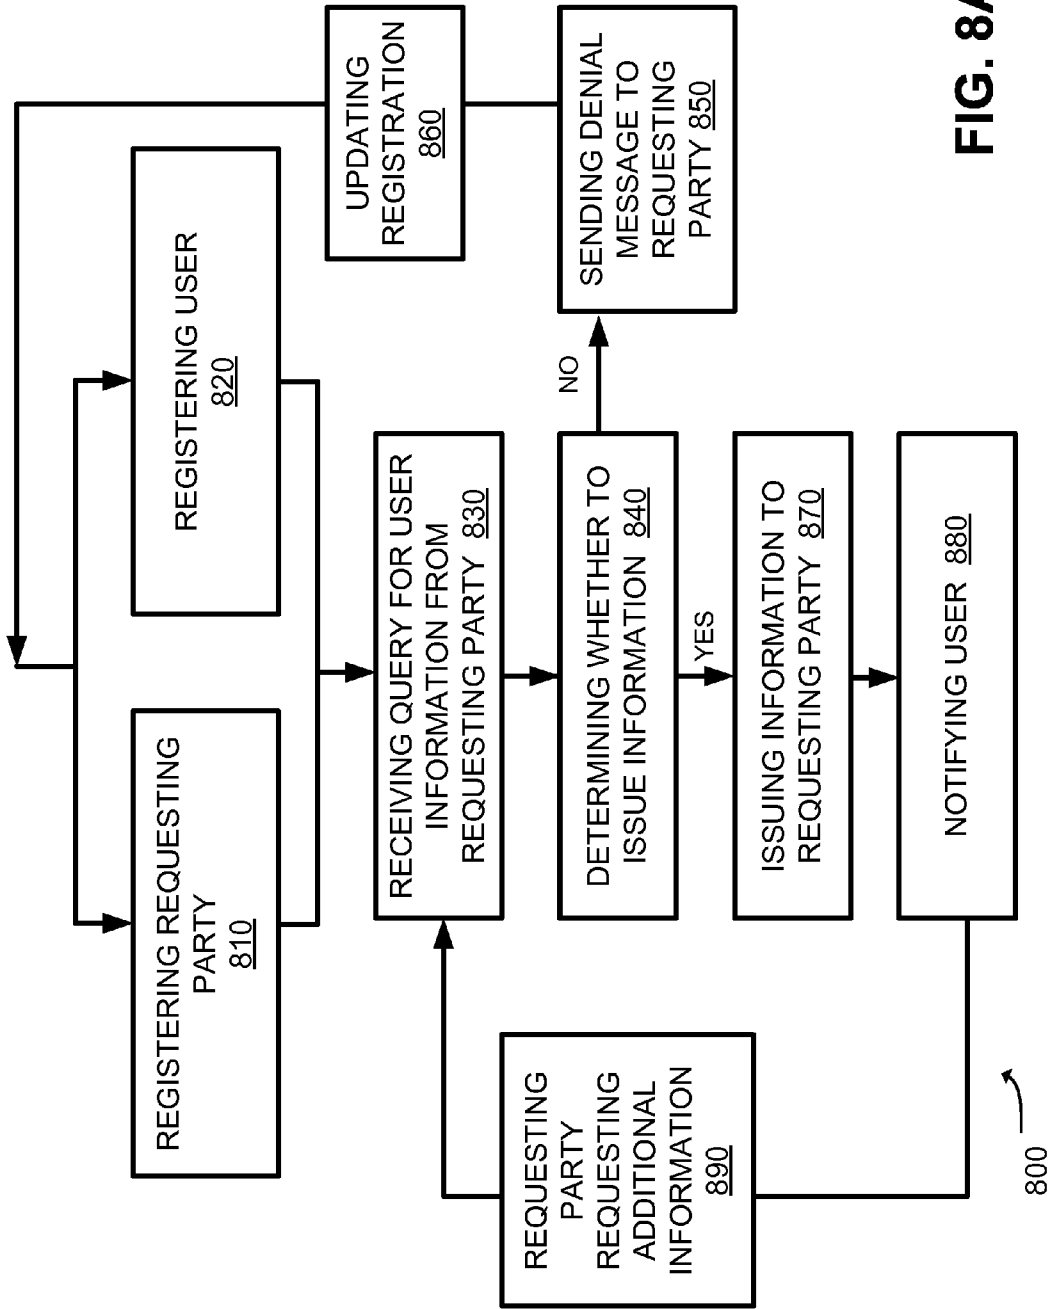 REGISTERING REQUESTING
PARTY
810
REGISTERING USER
820
UPDATING
REGISTRATION
860
RECEIVING QUERY FOR USER
INFORMATION FROM
REQUESTING PARTY 830
DETERMINING WHETHER TO
ISSUE INFORMATION 840
NO
SENDING DENIAL
MESSAGE TO
REQUESTING
PARTY 850
YES
ISSUING INFORMATION TO
REQUESTING PARTY 870
NOTIFYING USER 880
REQUESTING
PARTY
REQUESTING
ADDITIONAL
INFORMATION
890
800
FIG. 8A